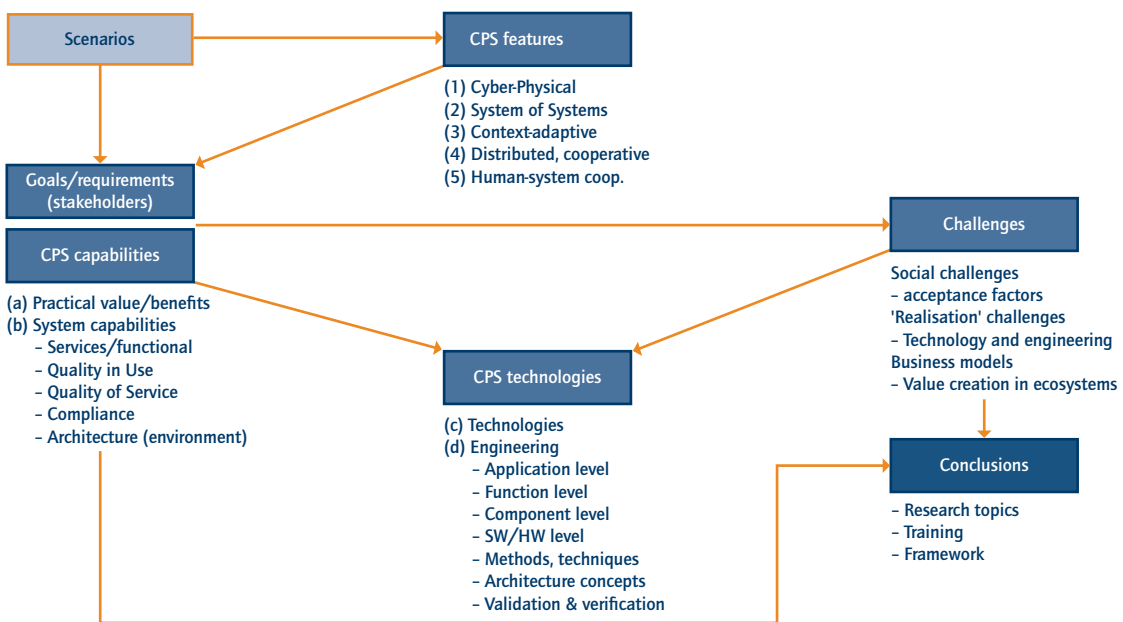 Scenarios
CPS features
(1) Cyber-Physical
(2) System of Systems
(3) Context-adaptive
(4) Distributed, cooperative
(5) Human-system coop.
Goals/requirements
(stakeholders)
CPS capabilities
(a) Practical value/benefits
(b) System capabilities
– Services/functional
– Quality in Use
– Quality of Service
– Compliance
– Architecture (environment)
Challenges
Social challenges
– acceptance factors
'Realisation' challenges
– Technology and engineering
Business models
– Value creation in ecosystems
CPS technologies
(c) Technologies
(d) Engineering
– Application level
– Function level
– Component level
– SW/HW level
– Methods, techniques
– Architecture concepts
– Validation & verification
Conclusions
– Research topics
– Training
– Framework